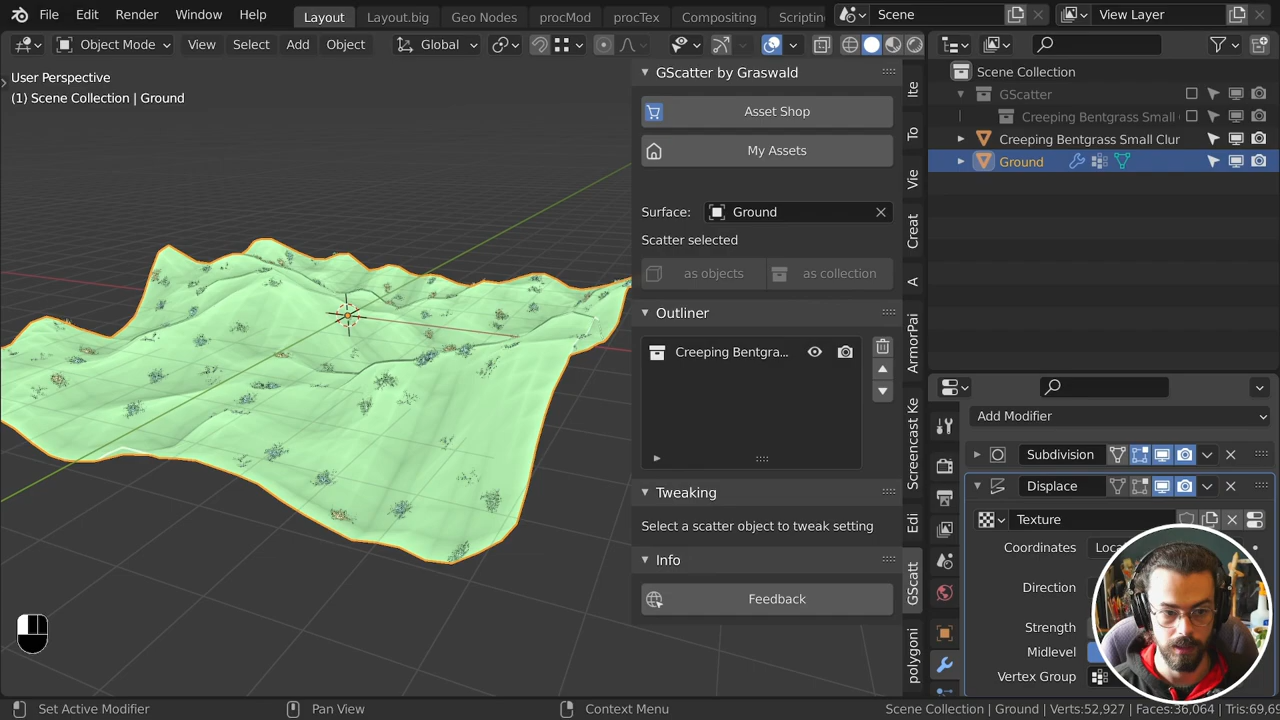 File Edit Render Window Help Layout Layout.big Geo Nodes procMod procTex Compositing Scripting Scene View Layer
Object Mode View Select Add Object Global
User Perspective
(1) Scene Collection | Ground
GScatter by Graswald
Asset Shop
My Assets
Surface: Ground
Scatter selected
as objects as collection
Outliner
Creeping Bentgra...
Tweaking
Select a scatter object to tweak setting
Info
Feedback
Ite
To
Vie
Creat
A
ArmorPai
Screencast Ke
Edi
GScatt
polygoni
Scene Collection
GScatter
Creeping Bentgrass Small
Creeping Bentgrass Small Clur
Ground
Add Modifier
Subdivision
Displace
Texture
Coordinates Loca
Direction
Strength
Midlevel
Vertex Group
Set Active Modifier Pan View Context Menu Scene Collection | Ground | Verts:52,927 | Faces:36,064 | Tris:69,69